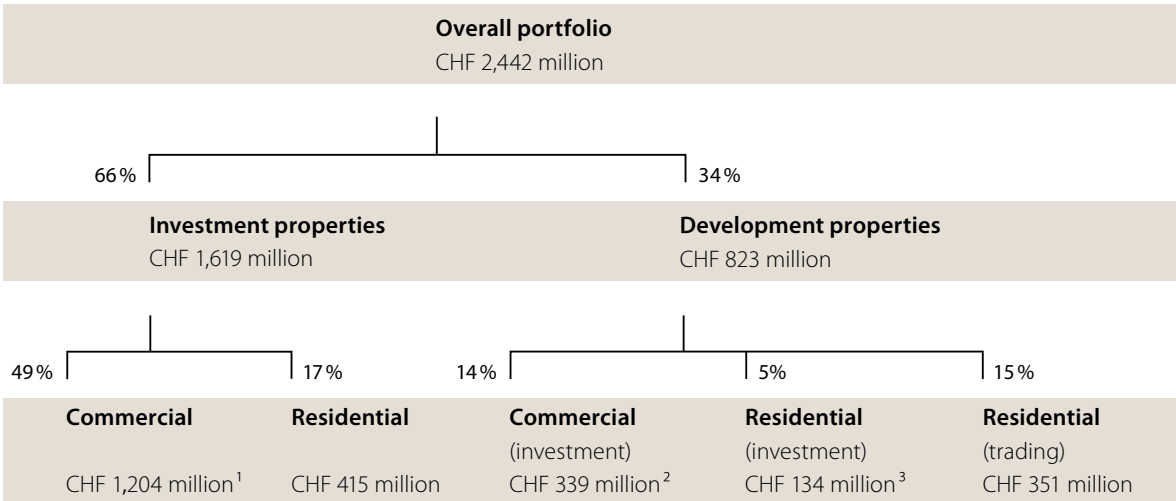 Overall portfolio
CHF 2,442 million
66% 34%
Investment properties Development properties
CHF 1,619 million CHF 823 million
49% 17% 14% 5% 15%
Commercial Residential Commercial Residential Residential
(investment) (investment) (trading)
CHF 1,204 million¹ CHF 415 million CHF 339 million² CHF 134 million³ CHF 351 million